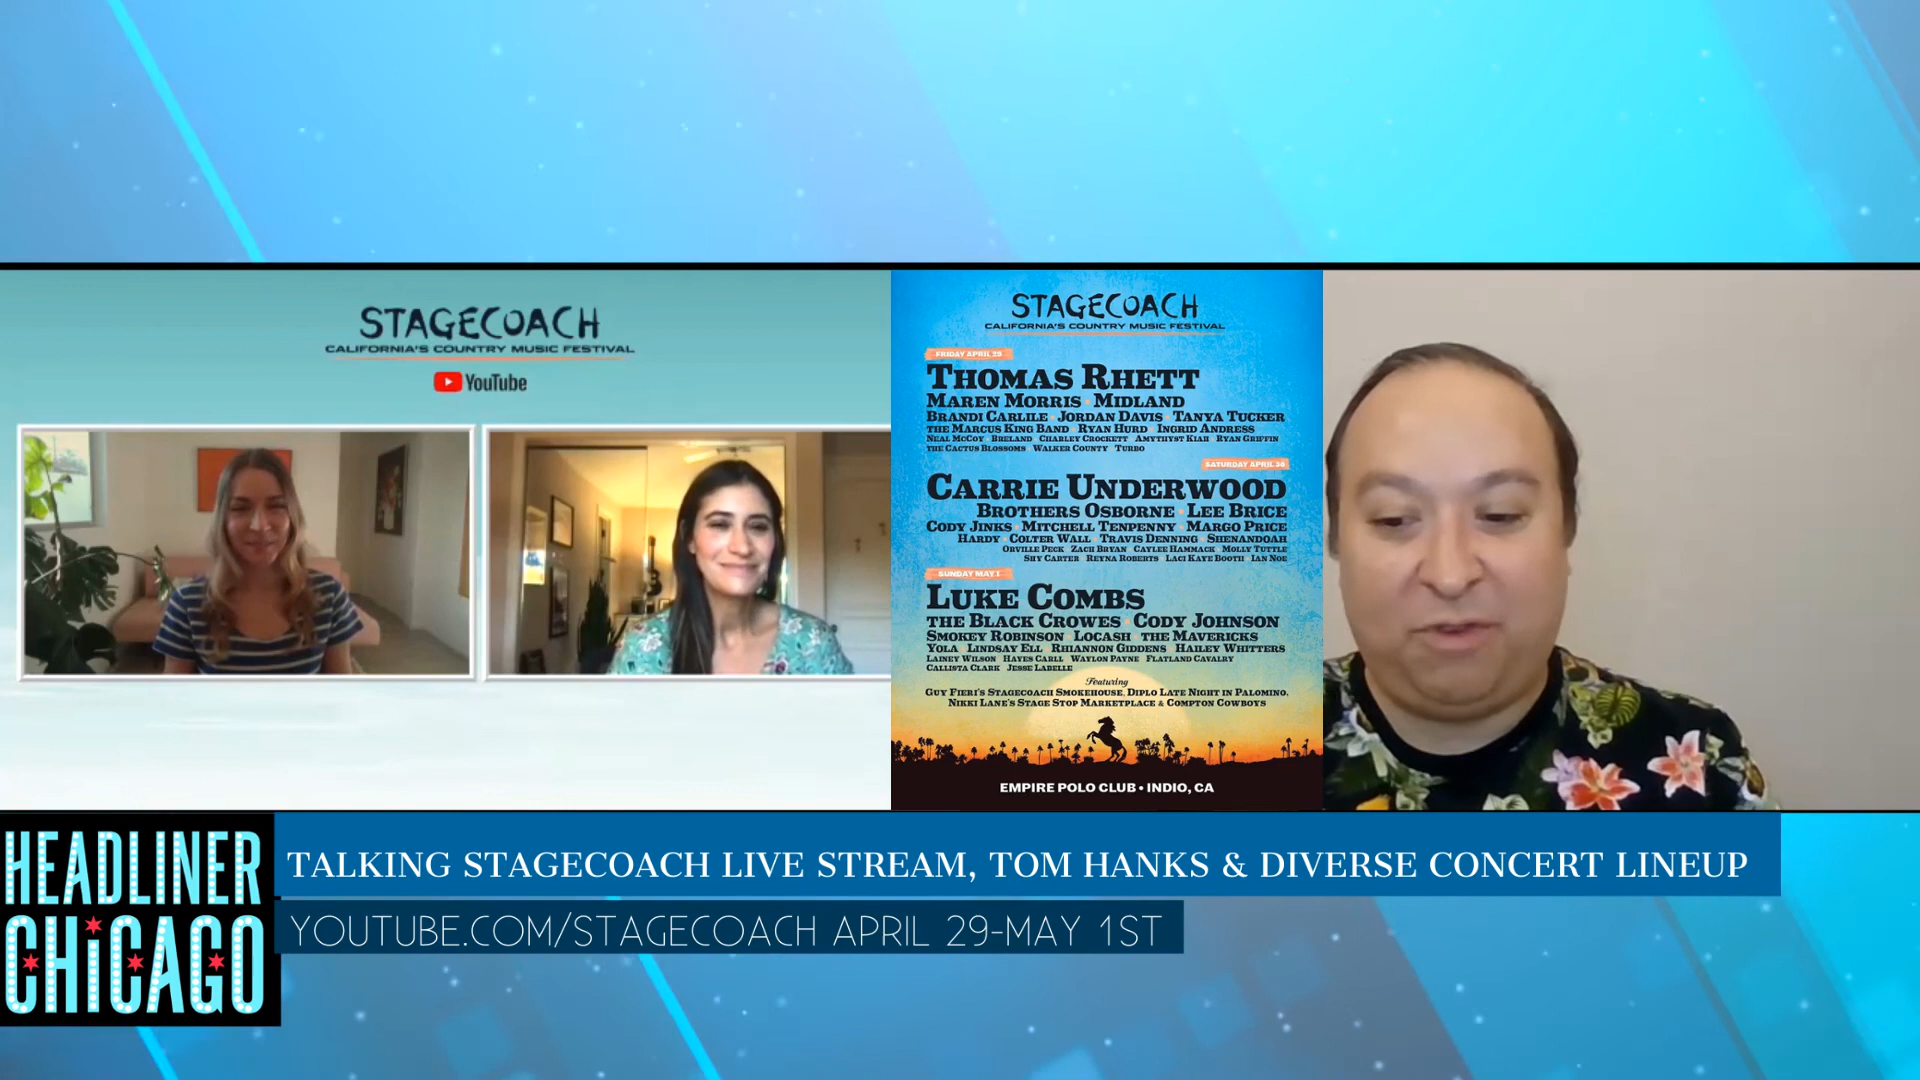 STAGECOACH
CALIFORNIA'S COUNTRY MUSIC FESTIVAL
YouTube
STAGECOACH
CALIFORNIA'S COUNTRY MUSIC FESTIVAL
FRIDAY APRIL 29
THOMAS RHETT
MAREN MORRIS • MIDLAND
BRANDI CARLILE • JORDAN DAVIS • TANYA TUCKER
THE MARCUS KING BAND • RYAN HURD • INGRID ANDRESS
NEAL MCCOY • BRELAND • CHARLEY CROCKETT • AMYTHYST KIAH • RYAN GRIFFIN
THE CACTUS BLOSSOMS • WALKER COUNTY • TURBO
SATURDAY APRIL 30
CARRIE UNDERWOOD
BROTHERS OSBORNE • LEE BRICE
CODY JINKS • MITCHELL TENPENNY • MARGO PRICE
HARDY • COLTER WALL • TRAVIS DENNING • SHENANDOAH
ORVILLE PECK • ZACH BRYAN • CAYLEE HAMMACK • MOLLY TUTTLE
SHY CARTER • REYNA ROBERTS • LACI KAYE BOOTH • IAN NOE
SUNDAY MAY 1
LUKE COMBS
THE BLACK CROWES • CODY JOHNSON
SMOKEY ROBINSON • LOCASH • THE MAVERICKS
YOLA • LINDSAY ELL • RHIANNON GIDDENS • HAILEY WHITTERS
LAINEY WILSON • HAYES CARLL • WAYLON PAYNE • FLATLAND CAVALRY
CALLISTA CLARK • JESSE LABELLE
Featuring
GUY FIERI'S STAGECOACH SMOKEHOUSE, DIPLO LATE NIGHT IN PALOMINO,
NIKKI LANE'S STAGE STOP MARKETPLACE & COMPTON COWBOYS
EMPIRE POLO CLUB • INDIO, CA
HEADLINER
CHiCAGO
TALKING STAGECOACH LIVE STREAM, TOM HANKS & DIVERSE CONCERT LINEUP
YOUTUBE.COM/STAGECOACH APRIL 29-MAY 1ST